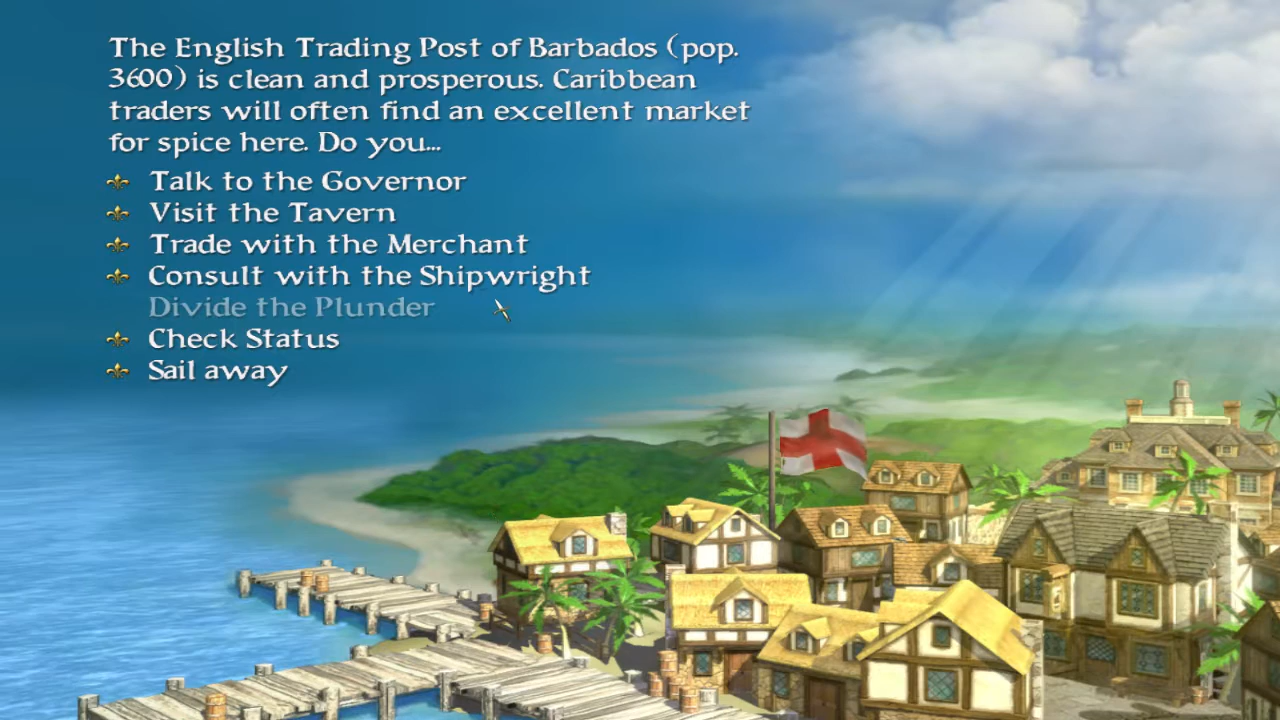 The English Trading Post of Barbados (pop.
3600) is clean and prosperous. Caribbean
traders will often find an excellent market
for spice here. Do you...
Talk to the Governor
Visit the Tavern
Trade with the Merchant
Consult with the Shipwright
Divide the Plunder
Check Status
Sail away